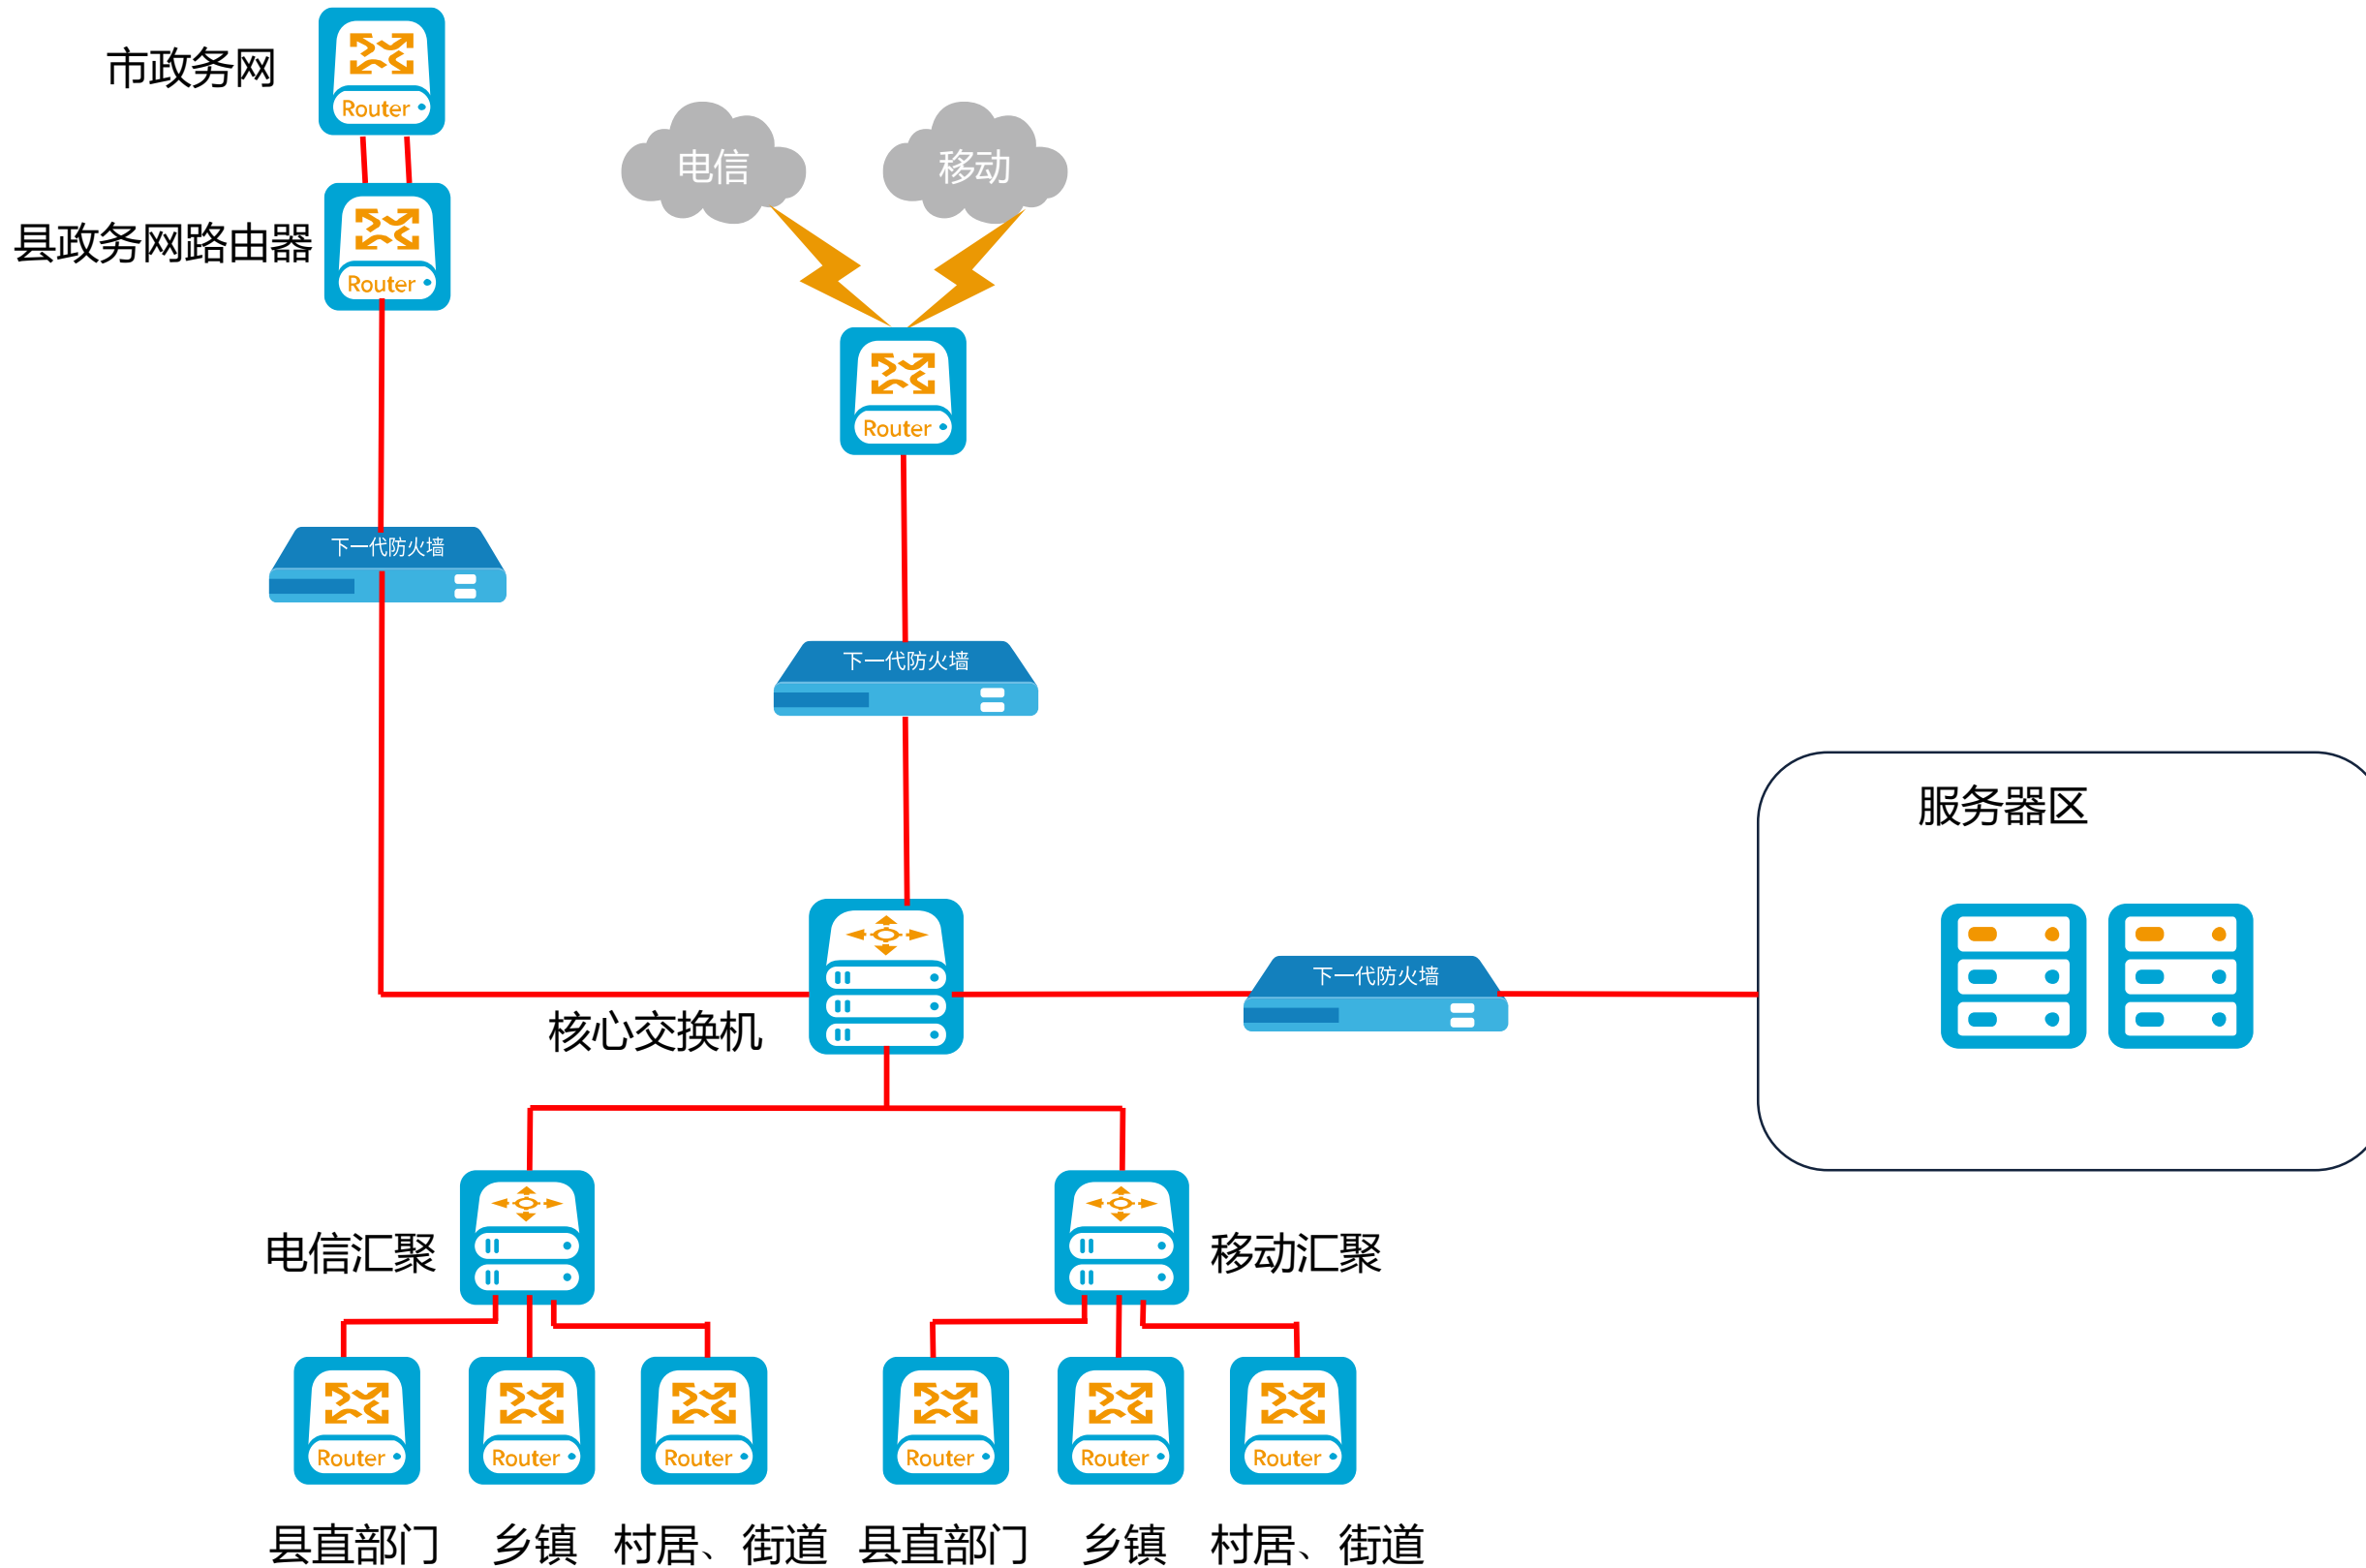 市政务网
Router
县政务网路由器
Router
电信
移动
Router
下一代防火墙
下一代防火墙
服务器区
下一代防火墙
核心交换机
电信汇聚
移动汇聚
Router
Router
Router
Router
Router
Router
县直部门
乡镇
村居、街道
县直部门
乡镇
村居、街道